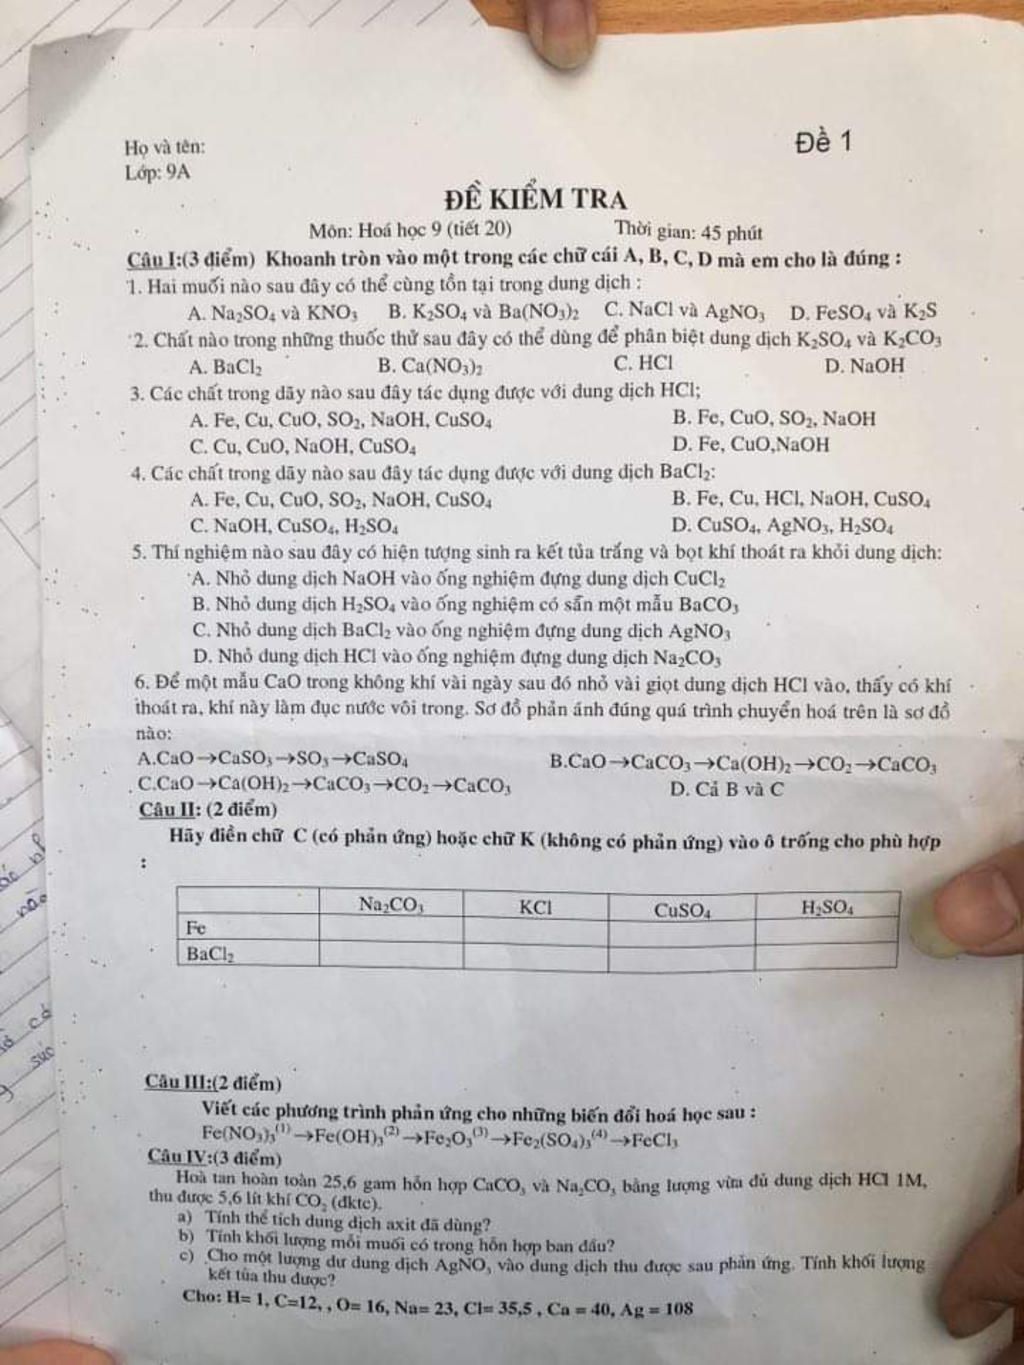 Họ và tên:
Đề 1
Lớp: 9A
ĐỀ KIỂM TRA
Môn: Hoá học 9 (tiết 20) Thời gian: 45 phút
Câu I:(3 điểm) Khoanh tròn vào một trong các chữ cái A, B, C, D mà em cho là đúng :
1. Hai muối nào sau đây có thể cùng tồn tại trong dung dịch :
A. Na₂SO₄ và KNO₃ B. K₂SO₄ và Ba(NO₃)₂ C. NaCl và AgNO₃ D. FeSO₄ và K₂S
2. Chất nào trong những thuốc thử sau đây có thể dùng để phân biệt dung dịch K₂SO₄ và K₂CO₃
A. BaCl₂ B. Ca(NO₃)₂ C. HCl D. NaOH
3. Các chất trong dãy nào sau đây tác dụng được với dung dịch HCl;
A. Fe, Cu, CuO, SO₂, NaOH, CuSO₄ B. Fe, CuO, SO₂, NaOH
C. Cu, CuO, NaOH, CuSO₄ D. Fe, CuO,NaOH
4. Các chất trong dãy nào sau đây tác dụng được với dung dịch BaCl₂:
A. Fe, Cu, CuO, SO₂, NaOH, CuSO₄ B. Fe, Cu, HCl, NaOH, CuSO₄
C. NaOH, CuSO₄, H₂SO₄ D. CuSO₄, AgNO₃, H₂SO₄
5. Thí nghiệm nào sau đây có hiện tượng sinh ra kết tủa trắng và bọt khí thoát ra khỏi dung dịch:
A. Nhỏ dung dịch NaOH vào ống nghiệm đựng dung dịch CuCl₂
B. Nhỏ dung dịch H₂SO₄ vào ống nghiệm có sẵn một mẫu BaCO₃
C. Nhỏ dung dịch BaCl₂ vào ống nghiệm đựng dung dịch AgNO₃
D. Nhỏ dung dịch HCl vào ống nghiệm đựng dung dịch Na₂CO₃
6. Để một mẫu CaO trong không khí vài ngày sau đó nhỏ vài giọt dung dịch HCl vào, thấy có khí
thoát ra, khí này làm đục nước vôi trong. Sơ đồ phản ánh đúng quá trình chuyển hoá trên là sơ đồ
nào:
A.CaO→CaSO₃→SO₃→CaSO₄ B.CaO→CaCO₃→Ca(OH)₂→CO₂→CaCO₃
C.CaO→Ca(OH)₂→CaCO₃→CO₂→CaCO₃ D. Cả B và C
Câu II: (2 điểm)
Hãy điền chữ C (có phản ứng) hoặc chữ K (không có phản ứng) vào ô trống cho phù hợp
:
Na₂CO₃ KCl CuSO₄ H₂SO₄
Fe
BaCl₂
Câu III:(2 điểm)
Viết các phương trình phản ứng cho những biến đổi hoá học sau :
Fe(NO₃)₃⁽¹⁾→Fe(OH)₃⁽²⁾→Fe₂O₃⁽³⁾→Fe₂(SO₄)₃⁽⁴⁾→FeCl₃
Câu IV:(3 điểm)
Hoà tan hoàn toàn 25,6 gam hỗn hợp CaCO₃ và Na₂CO₃ bằng lượng vừa đủ dung dịch HCl 1M,
thu được 5,6 lít khí CO₂ (đktc).
a) Tính thể tích dung dịch axit đã dùng?
b) Tính khối lượng mỗi muối có trong hỗn hợp ban đầu?
c) Cho một lượng dư dung dịch AgNO₃ vào dung dịch thu được sau phản ứng. Tính khối lượng
kết tủa thu được?
Cho: H= 1, C=12, , O= 16, Na= 23, Cl= 35,5 , Ca = 40, Ag = 108